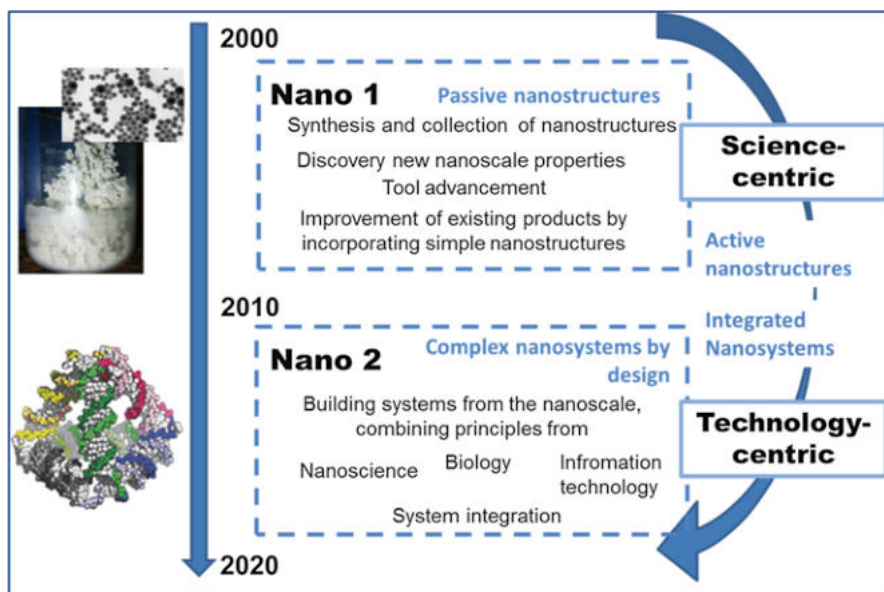 2000
Nano 1
Passive nanostructures
Synthesis and collection of nanostructures
Discovery new nanoscale properties
Tool advancement
Improvement of existing products by
incorporating simple nanostructures
Science-
centric
Active
nanostructures
Integrated
Nanosystems
2010
Nano 2
Complex nanosystems by
design
Building systems from the nanoscale,
combining principles from
Nanoscience
Biology
Infromation
technology
System integration
Technology-
centric
2020